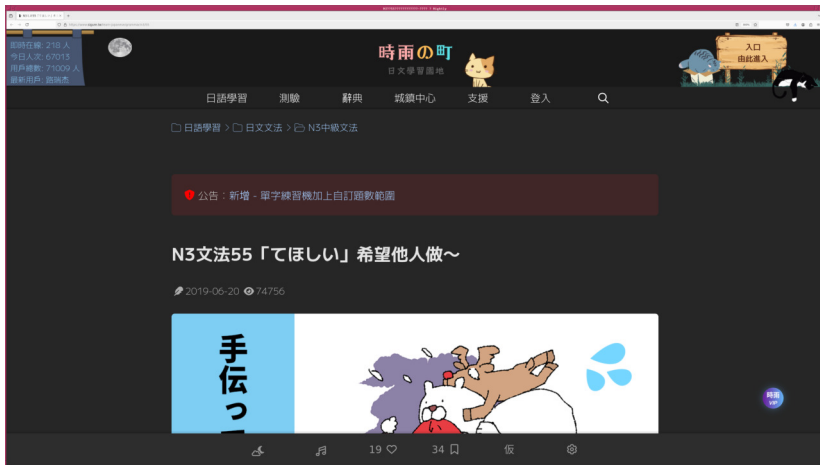 即時在線: 218 人
今日人次: 67013
用戶總數: 71009 人
最新用戶: 路瑞杰
時雨の町
日文學習園地
入口
由此進入
日語學習 測驗 辭典 城鎮中心 支援 登入
日語學習 > 日文文法 > N3中級文法
公告：新增 - 單字練習機加上自訂題數範圍
N3文法55「てほしい」希望他人做～
2019-06-20 74756
手伝っ
時雨
VIP
19 34 仮